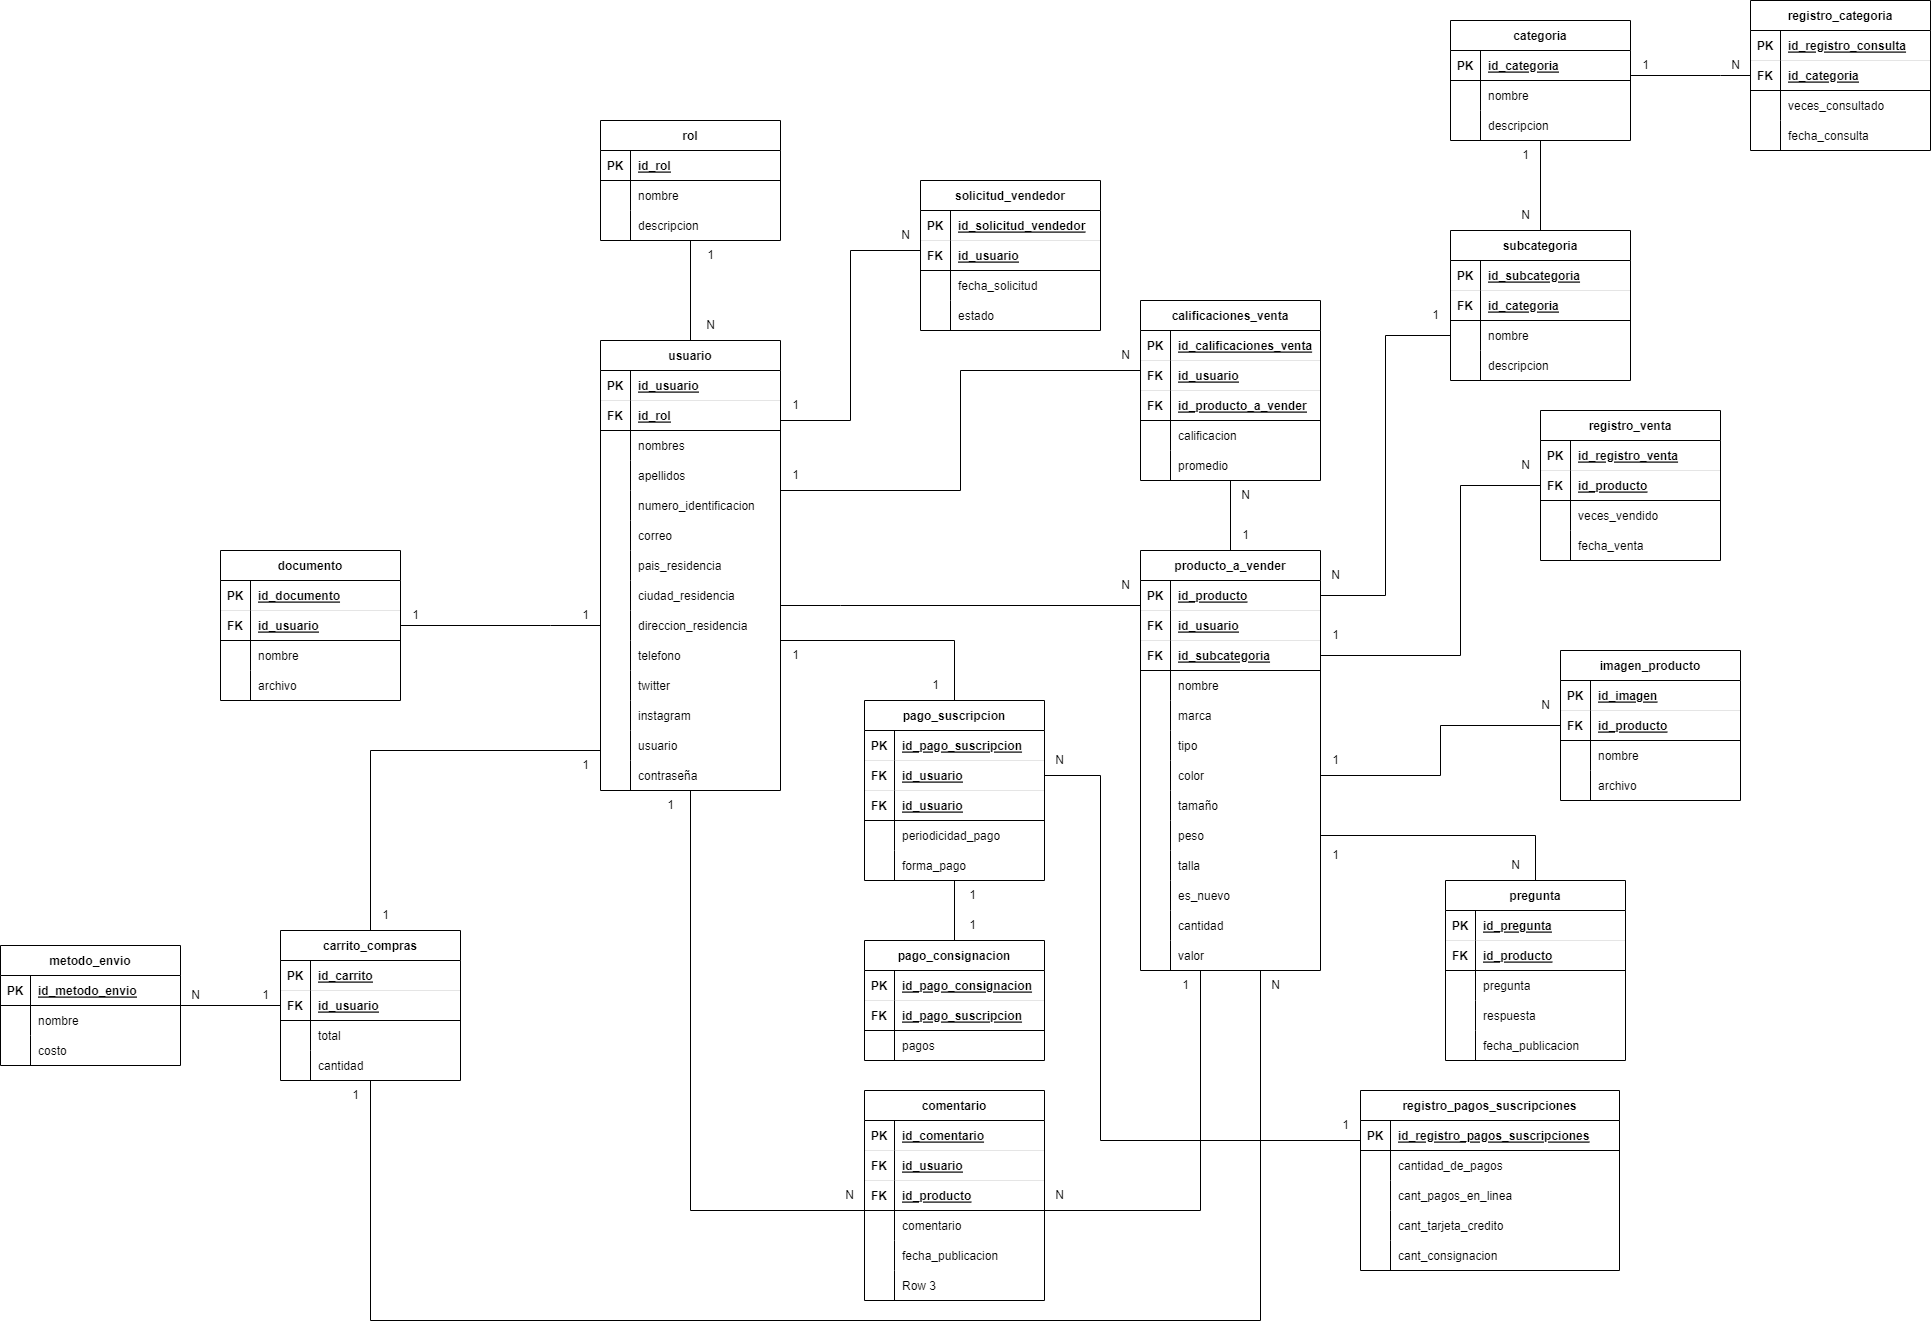 registro_categoria
PK id_registro_consulta
FK id_categoria
veces_consultado
fecha_consulta
categoria
PK id_categoria
nombre
descripcion
1
N
1
N
rol
PK id_rol
nombre
descripcion
1
N
solicitud_vendedor
PK id_solicitud_vendedor
FK id_usuario
fecha_solicitud
estado
N
1
subcategoria
PK id_subcategoria
FK id_categoria
nombre
descripcion
1
N
calificaciones_venta
PK id_calificaciones_venta
FK id_usuario
FK id_producto_a_vender
calificacion
promedio
N
1
N
1
usuario
PK id_usuario
FK id_rol
nombres
apellidos
numero_identificacion
correo
pais_residencia
ciudad_residencia
direccion_residencia
telefono
twitter
instagram
usuario
contraseña
registro_venta
PK id_registro_venta
FK id_producto
veces_vendido
fecha_venta
N
1
documento
PK id_documento
FK id_usuario
nombre
archivo
1
1
N
producto_a_vender
PK id_producto
FK id_usuario
FK id_subcategoria
nombre
marca
tipo
color
tamaño
peso
talla
es_nuevo
cantidad
valor
imagen_producto
PK id_imagen
FK id_producto
nombre
archivo
N
1
1
1
pago_suscripcion
PK id_pago_suscripcion
FK id_usuario
FK id_usuario
periodicidad_pago
forma_pago
N
1
1
1
1
1
1
N
pregunta
PK id_pregunta
FK id_producto
pregunta
respuesta
fecha_publicacion
metodo_envio
PK id_metodo_envio
nombre
costo
N
1
carrito_compras
PK id_carrito
FK id_usuario
total
cantidad
1
pago_consignacion
PK id_pago_consignacion
FK id_pago_suscripcion
pagos
1
N
comentario
PK id_comentario
FK id_usuario
FK id_producto
comentario
fecha_publicacion
Row 3
N
N
1
registro_pagos_suscripciones
PK id_registro_pagos_suscripciones
cantidad_de_pagos
cant_pagos_en_linea
cant_tarjeta_credito
cant_consignacion